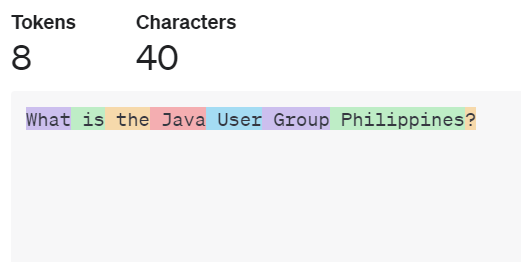 Tokens Characters
8 40
What is the Java User Group Philippines?